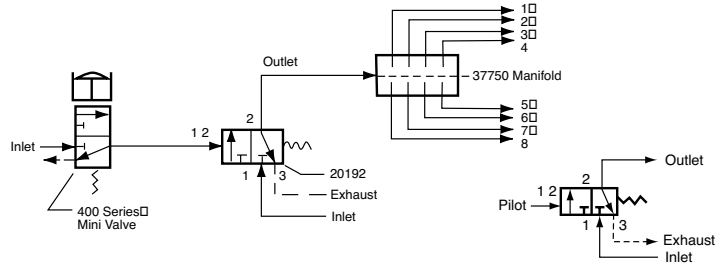 1
2
3
4
Outlet
37750 Manifold
5
6
7
8
Inlet
1 2
2
1
3
20192
Exhaust
Inlet
400 Series
Mini Valve
Outlet
Pilot
1 2
2
1
3
Exhaust
Inlet